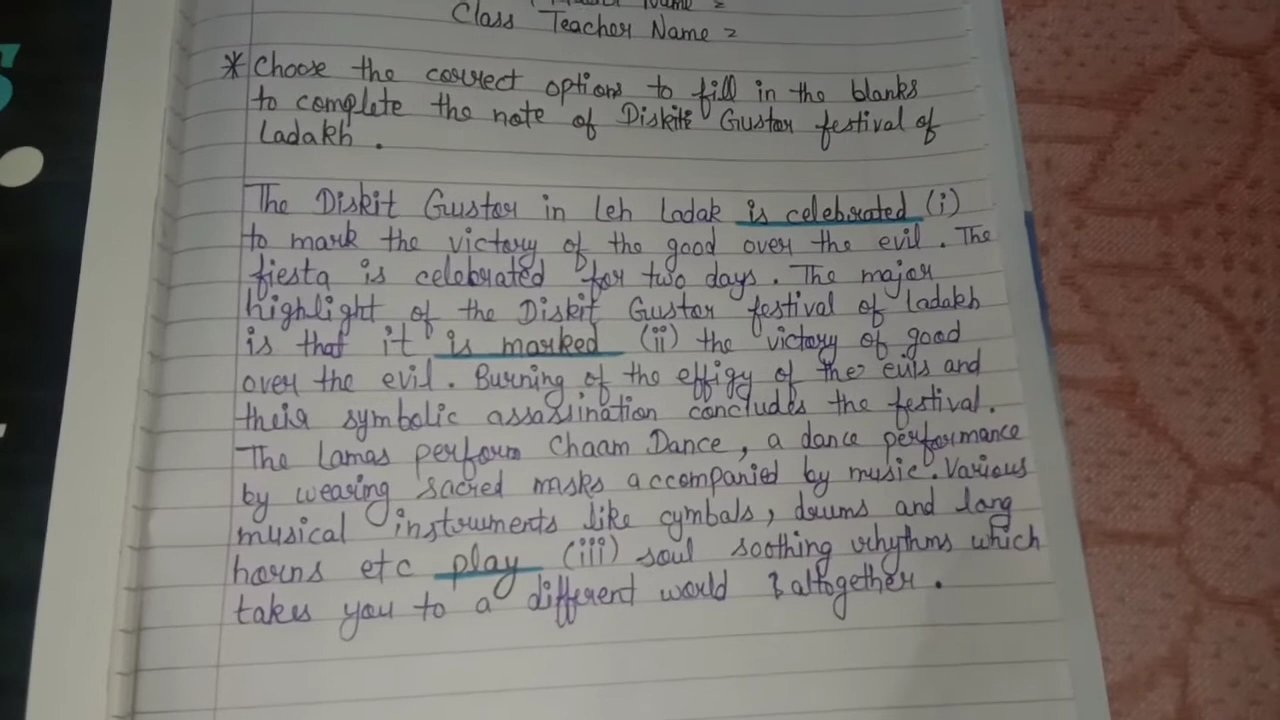 Name =
Class Teacher Name =
* Choose the correct options to fill in the blanks
to complete the note of Diskite Gustor festival of
Ladakh .
The Diskit Gustor in Leh Ladak is celebrated (i)
to mark the victory of the good over the evil . The
fiesta is celebrated for two days . The major
highlight of the Diskit Gustor festival of Ladakh
is that it is marked (ii) the victory of good
over the evil . Burning of the effigy of the evils and
their symbolic assassination concludes the festival .
The Lamas perform Chaam Dance , a dance performance
by wearing sacred masks accompanied by music . Various
musical instruments like cymbals , drums and lang
horns etc play (iii) soul soothing rhythms which
takes you to a different world altogether .